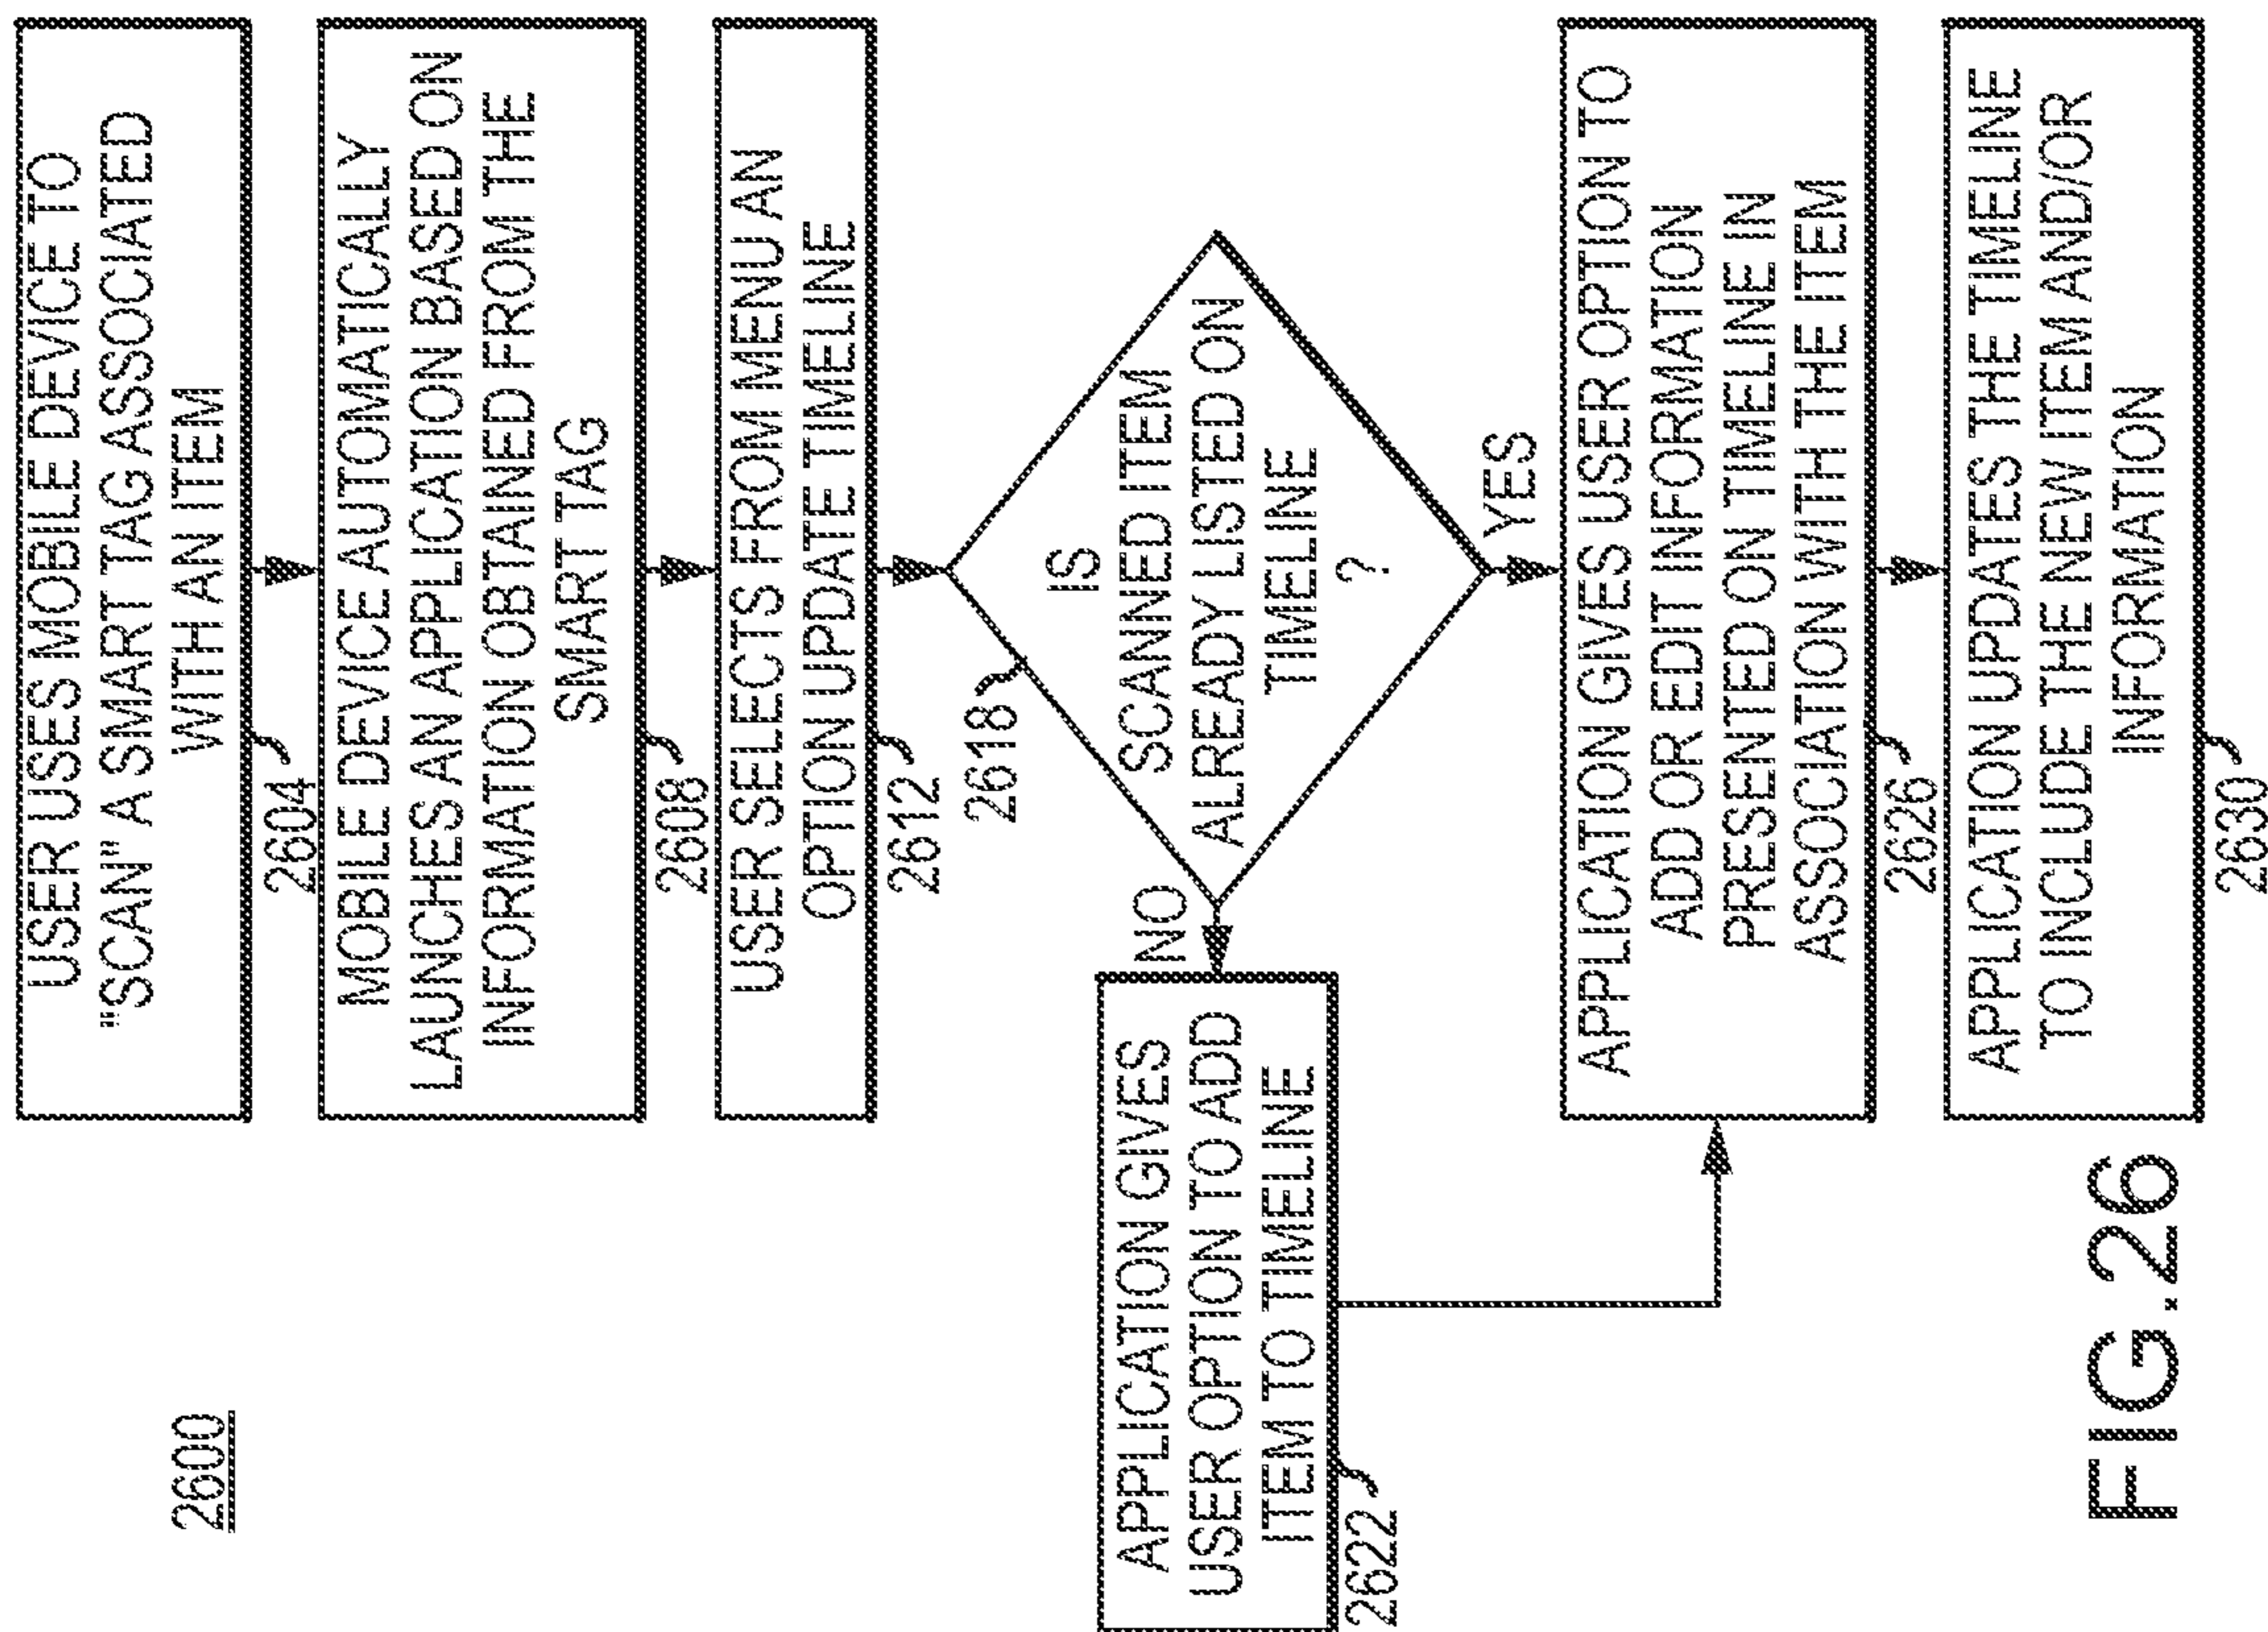 2600
USER USES MOBILE DEVICE TO
"SCAN" A SMART TAG ASSOCIATED
WITH AN ITEM
2604
MOBILE DEVICE AUTOMATICALLY
LAUNCHES AN APPLICATION BASED ON
INFORMATION OBTAINED FROM THE
SMART TAG
2608
USER SELECTS FROM MENU AN
OPTION UPDATE TIMELINE
2612
2618
IS
SCANNED ITEM
ALREADY LISTED ON
TIMELINE
?
NO
YES
APPLICATION GIVES
USER OPTION TO ADD
ITEM TO TIMELINE
2622
APPLICATION GIVES USER OPTION TO
ADD OR EDIT INFORMATION
PRESENTED ON TIMELINE IN
ASSOCIATION WITH THE ITEM
2626
APPLICATION UPDATES THE TIMELINE
TO INCLUDE THE NEW ITEM AND/OR
INFORMATION
2630
FIG.26